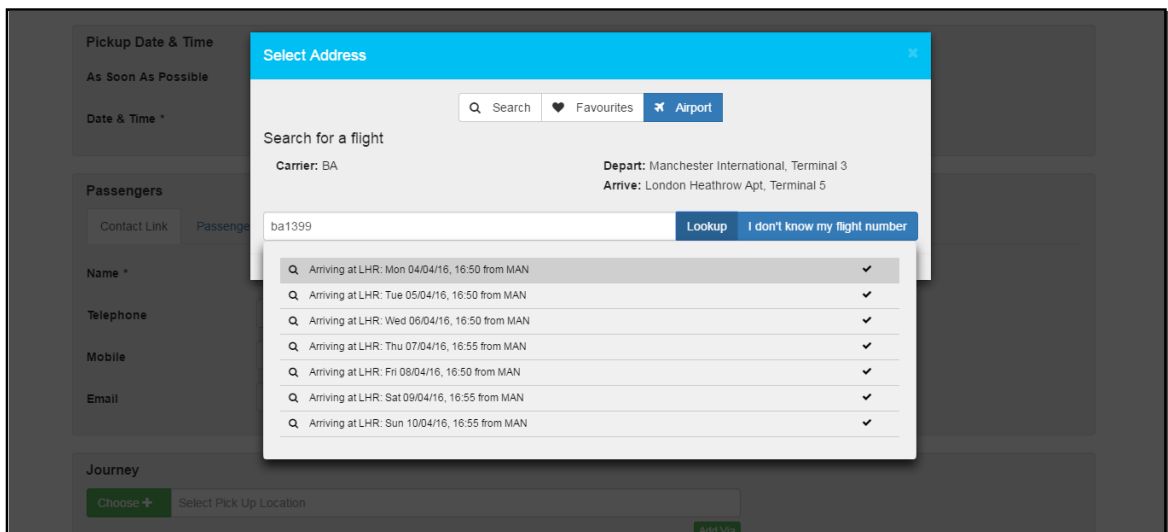 Pickup Date & Time
As Soon As Possible
Date & Time *
Passengers
Contact Link
Name *
Telephone
Mobile
Email
Select Address
×
Search Favourites Airport
Search for a flight
Carrier: BA
Depart: Manchester International, Terminal 3
Arrive: London Heathrow Apt, Terminal 5
ba1399 Lookup I don't know my flight number
Arriving at LHR: Mon 04/04/16, 16:50 from MAN
Arriving at LHR: Tue 05/04/16, 16:50 from MAN
Arriving at LHR: Wed 06/04/16, 16:50 from MAN
Arriving at LHR: Thu 07/04/16, 16:55 from MAN
Arriving at LHR: Fri 08/04/16, 16:50 from MAN
Arriving at LHR: Sat 09/04/16, 16:55 from MAN
Arriving at LHR: Sun 10/04/16, 16:55 from MAN
Journey
Choose + Select Pick Up Location
Add Via